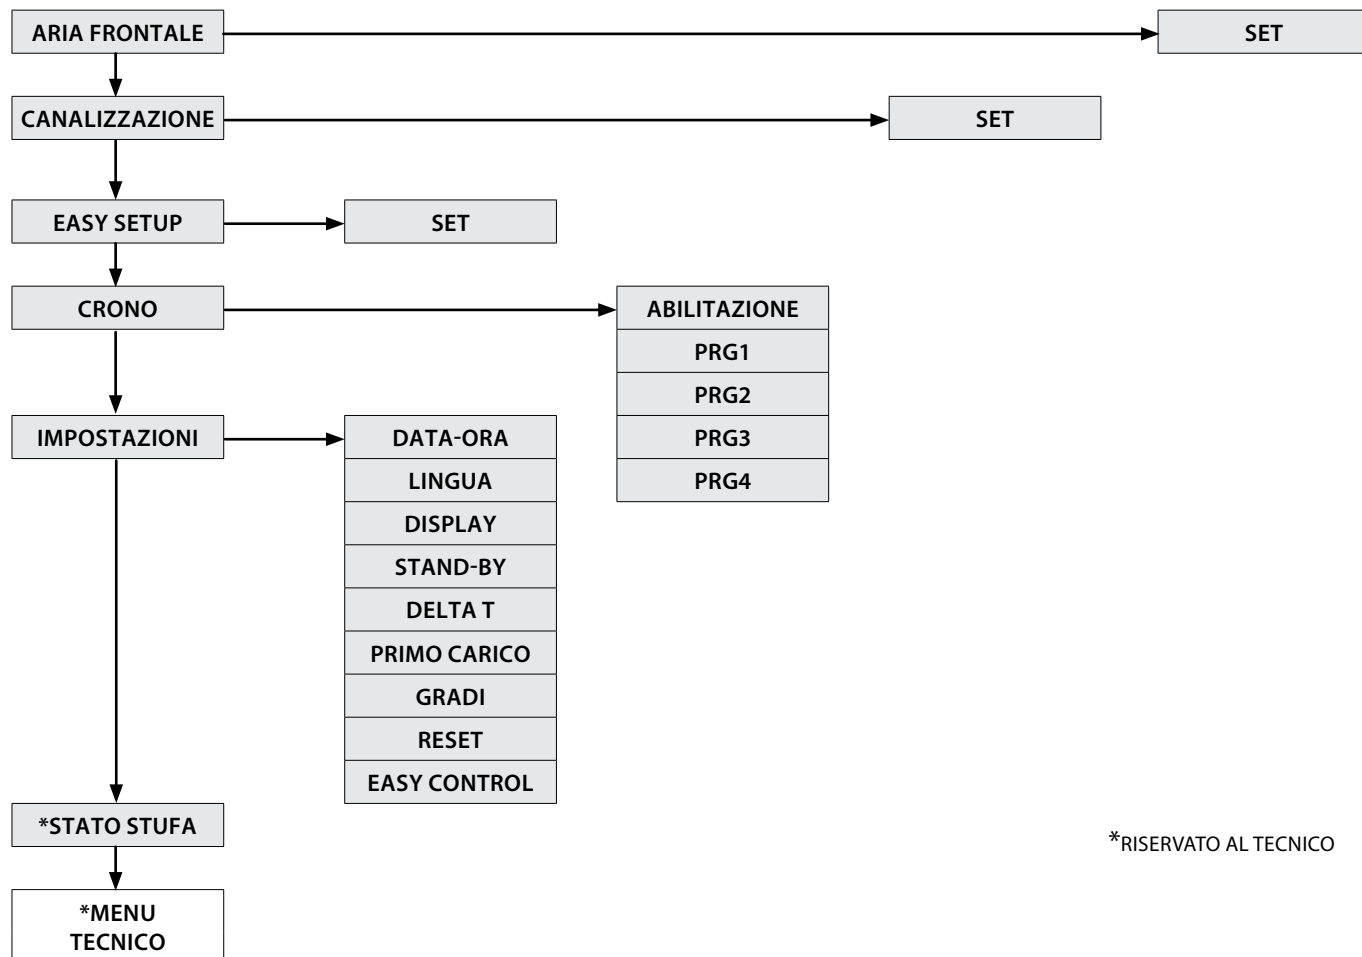 ARIA FRONTALE
SET
CANALIZZAZIONE
SET
EASY SETUP
SET
CRONO
ABILITAZIONE
PRG1
PRG2
PRG3
PRG4
IMPOSTAZIONI
DATA-ORA
LINGUA
DISPLAY
STAND-BY
DELTA T
PRIMO CARICO
GRADI
RESET
EASY CONTROL
*STATO STUFA
*RISERVATO AL TECNICO
*MENU
TECNICO